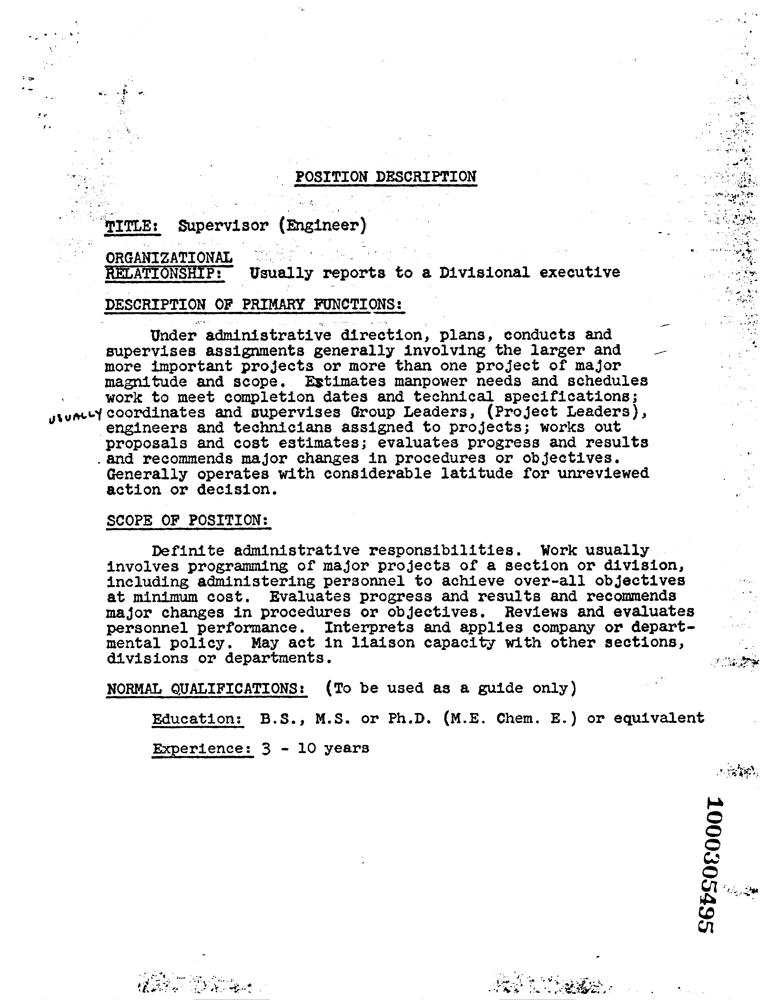 POSITION DESCRIPTION
TITLE: Supervisor (Engineer)
ORGANIZATIONAL
RELATIONSHIP: Usually reports to a Divisional executive
DESCRIPTION OF PRIMARY FUNCTIONS:
Under administrative direction, plans, conducts and
supervises assignments generally involving the larger and
more important projects or more than one project of major
magnitude and scope. Estimates manpower needs and schedules
work to meet completion dates and technical specifications;
USUALLY coordinates and supervises Group Leaders, (Project Leaders),
engineers and technicians assigned to projects; works out
proposals and cost estimates; evaluates progress and results
and recommends major changes in procedures or objectives.
Generally operates with considerable latitude for unreviewed
action or decision.
SCOPE OF POSITION:
Definite administrative responsibilities. Work usually
involves programming of major projects of a section or division,
including administering personnel to achieve over-all objectives
at minimum cost. Evaluates progress and results and recommends
major changes in procedures or objectives. Reviews and evaluates
personnel performance. Interprets and applies company or depart-
mental policy. May act in liaison capacity with other sections,
divisions or departments.
NORMAL QUALIFICATIONS: (To be used as a guide only)
Education: B.S., M.S. or Ph.D. (M.E. Chem. E.) or equivalent
Experience: 3 - 10 years
1000305495